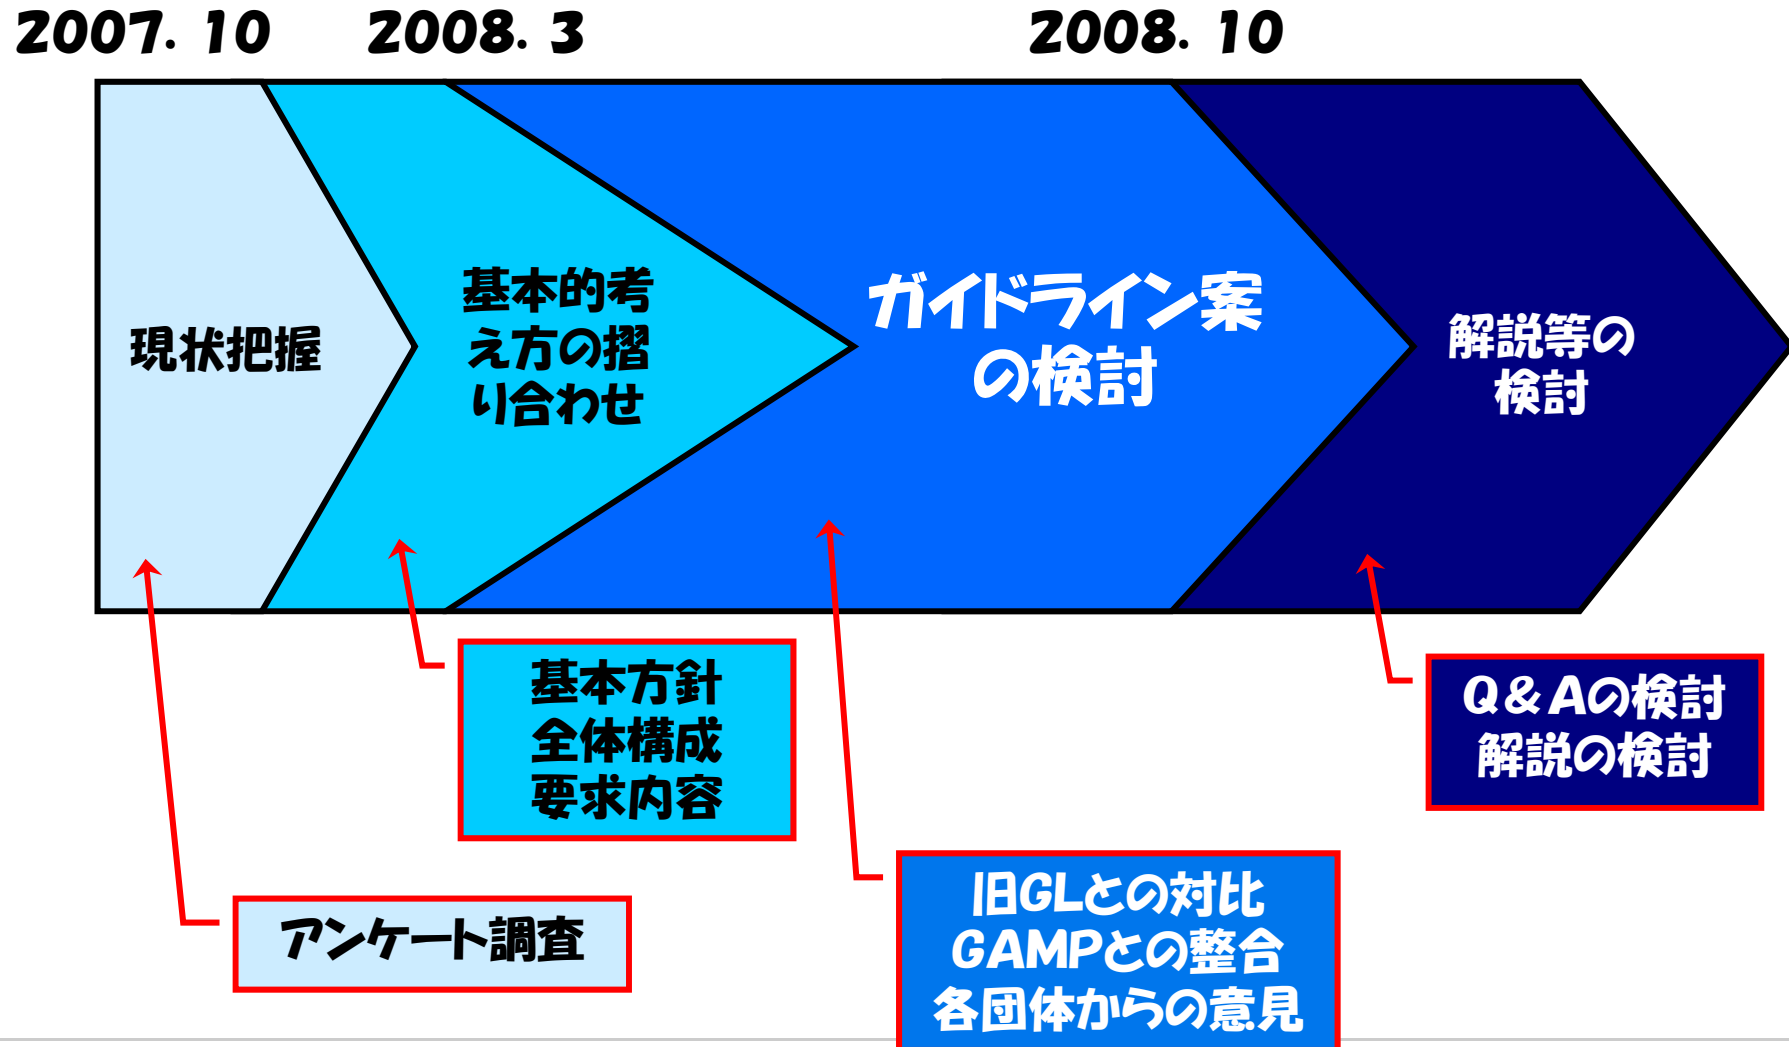 2007. 10
2008. 3
2008. 10
現状把握
基本的考
え方の摺
り合わせ
ガイドライン案
の検討
解説等の
検討
基本方針
全体構成
要求内容
Q&Aの検討
解説の検討
アンケート調査
旧GLとの対比
GAMPとの整合
各団体からの意見